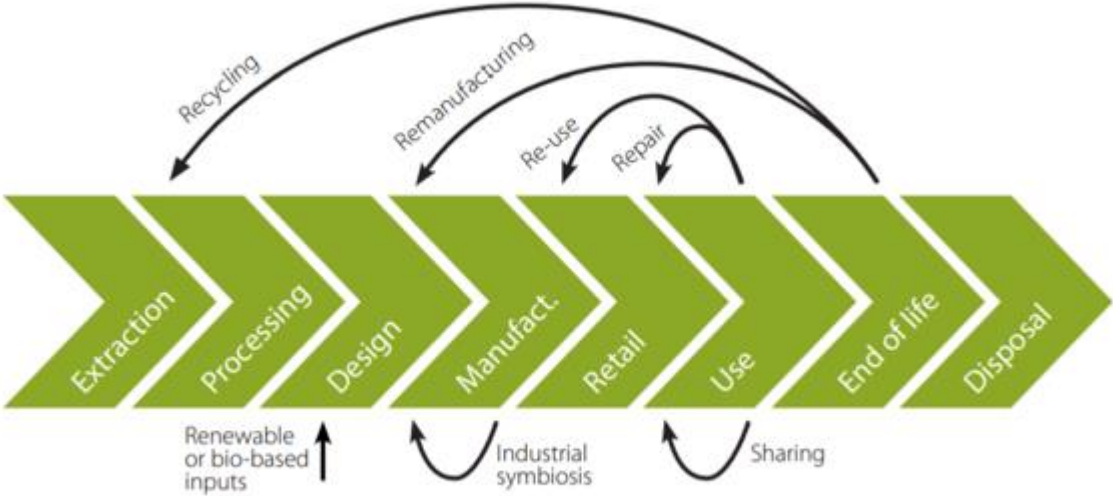 Recycling
Remanufacturing
Re-use
Repair
Extraction
Processing
Design
Manufact.
Retail
Use
End of life
Disposal
Renewable
or bio-based
inputs
Industrial
symbiosis
Sharing